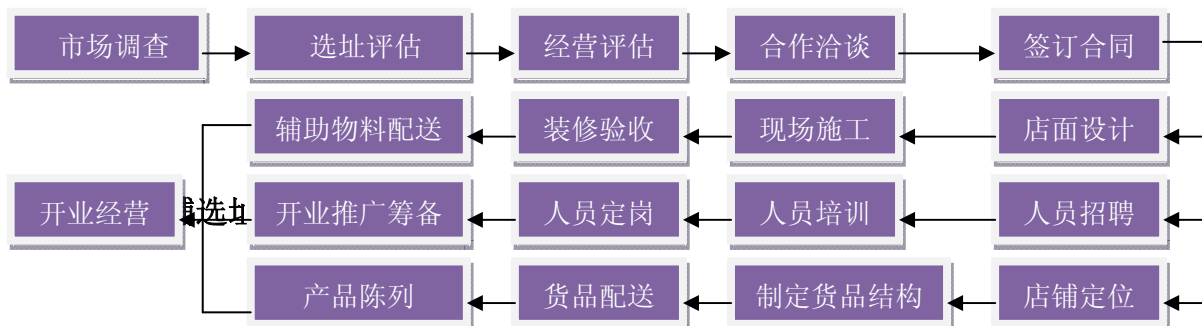 市场调查
选址评估
经营评估
合作洽谈
签订合同
辅助物料配送
装修验收
现场施工
店面设计
开业经营
选址
开业推广筹备
人员定岗
人员培训
人员招聘
产品陈列
货品配送
制定货品结构
店铺定位